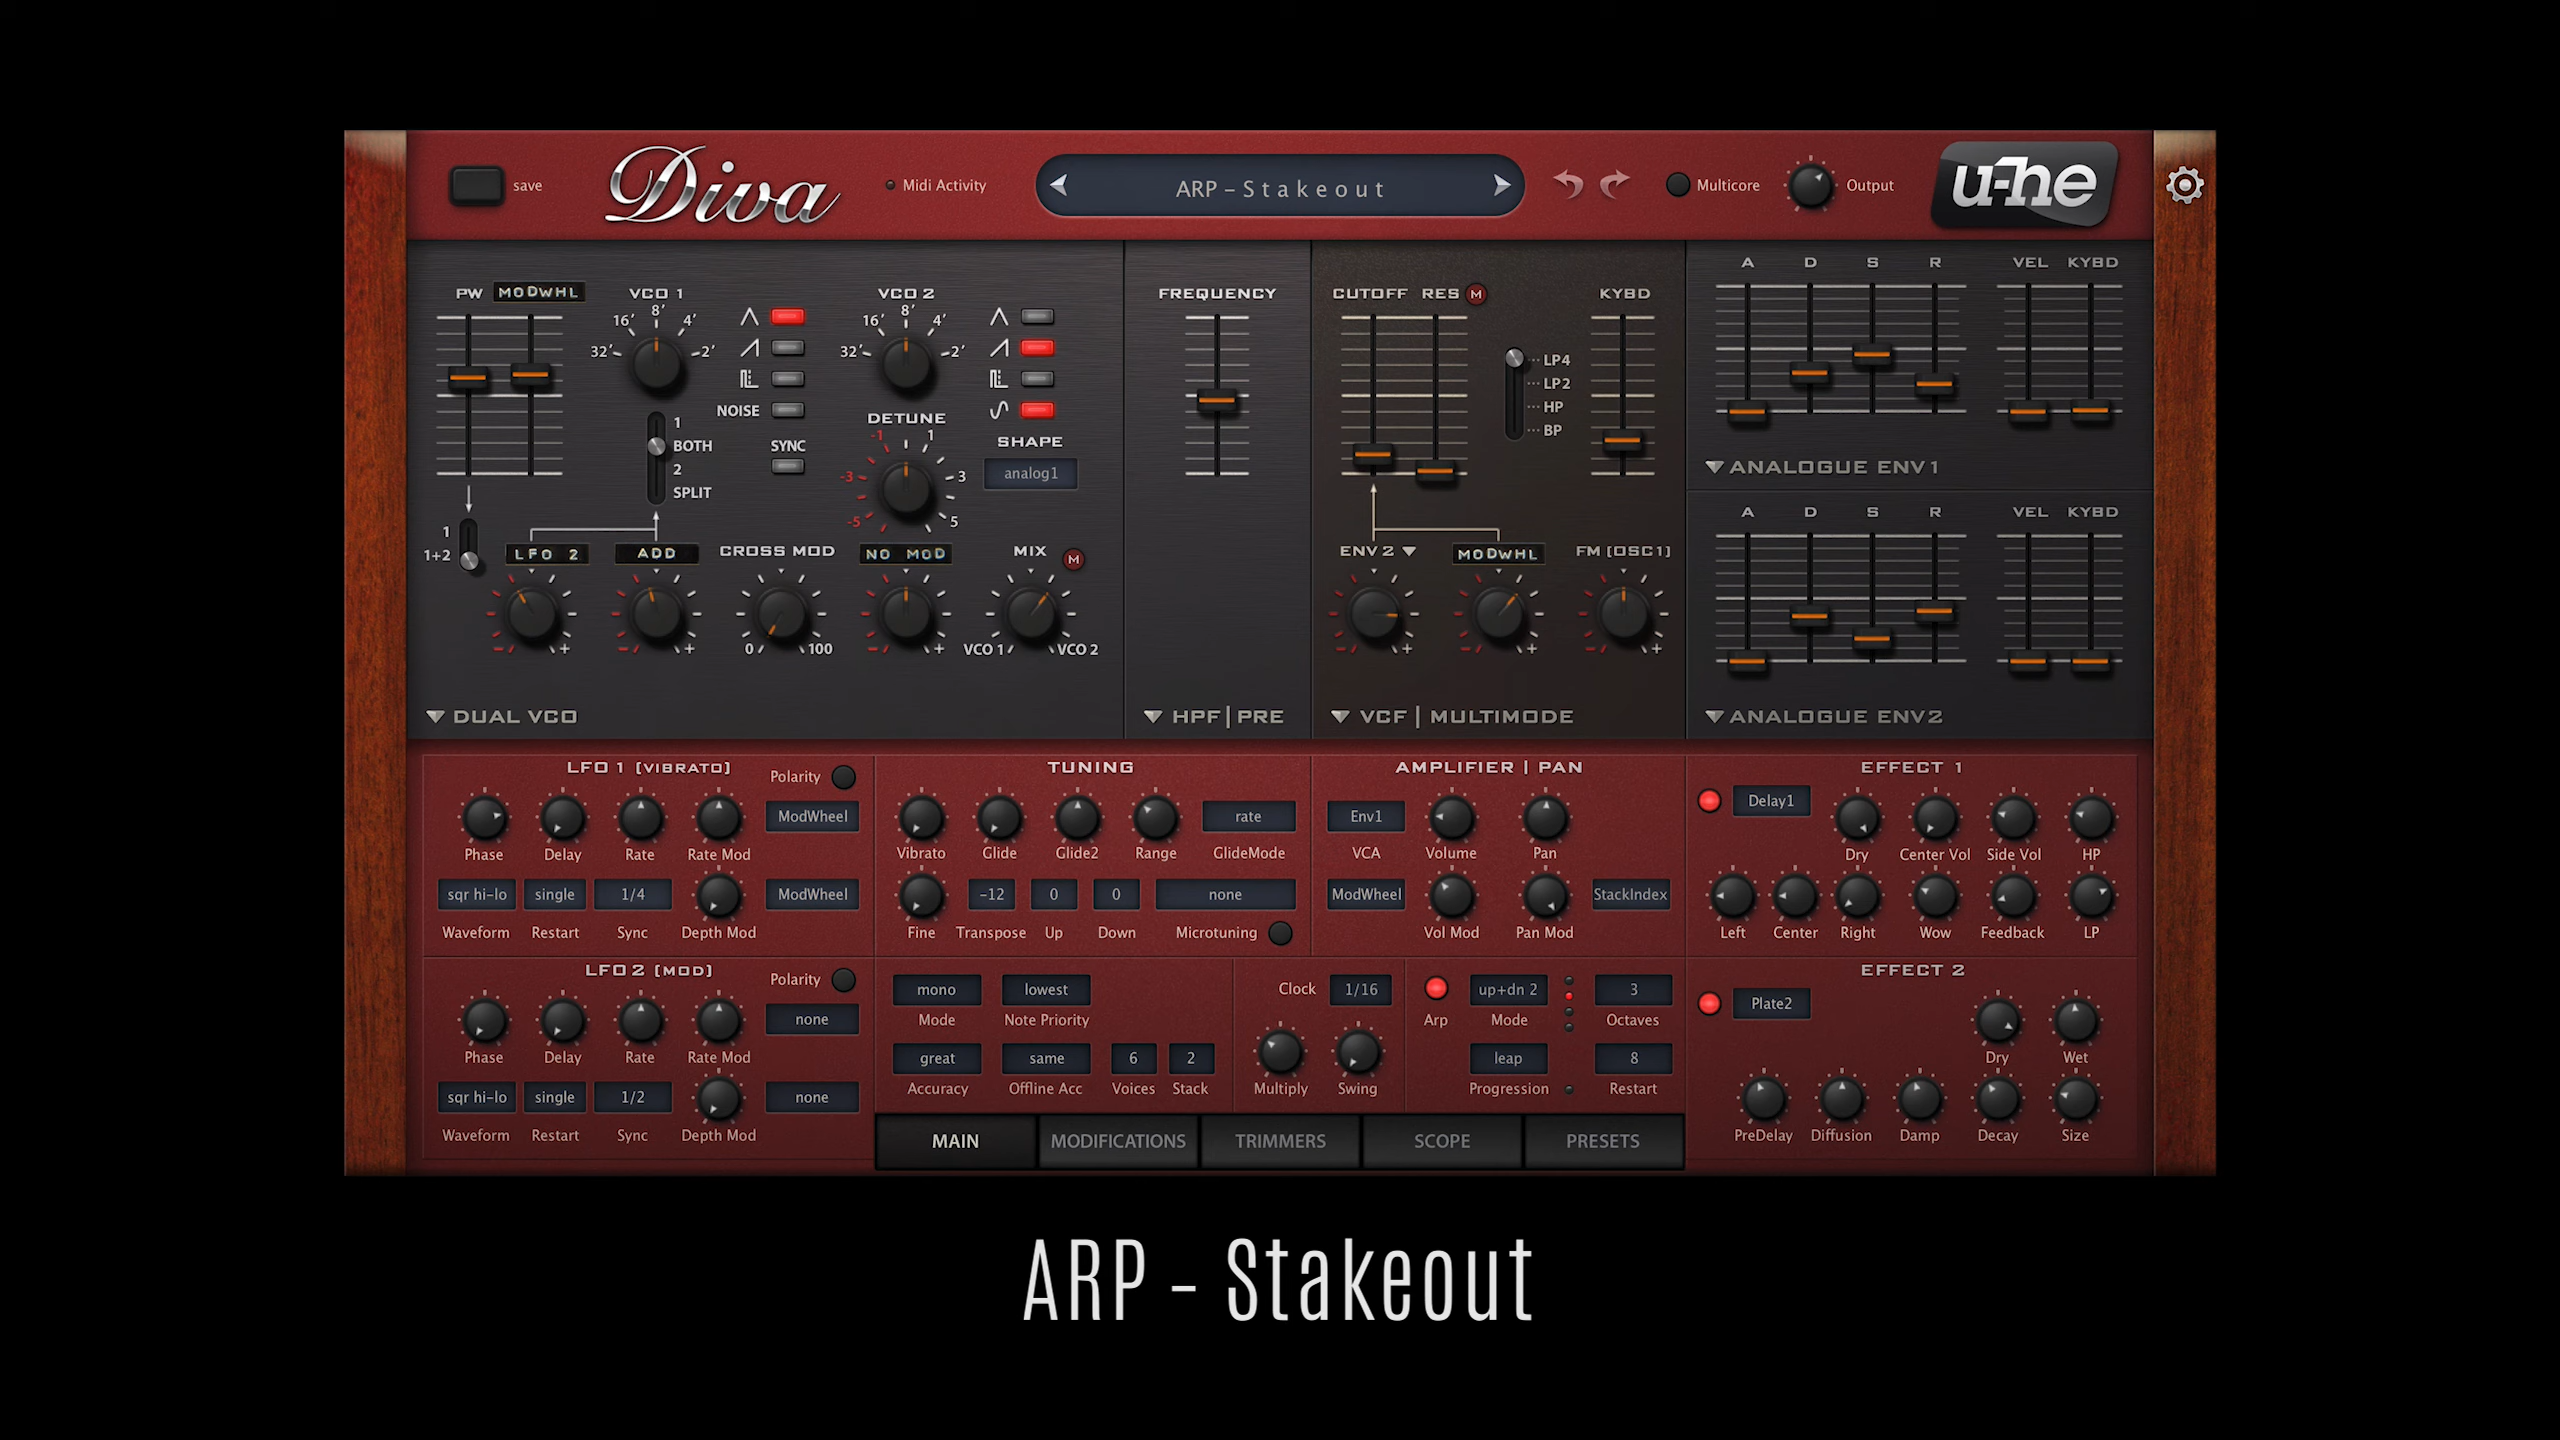 save
Diva
Midi Activity
ARP – Stakeout
Multicore
Output
u-he
PW MODWHL
VCO 1
32' 16' 8' 4' 2'
NOISE
SYNC
1
BOTH
2
SPLIT
VCO 2
32' 16' 8' 4' 2'
DETUNE
-5 -3 -1 1 3 5
SHAPE
analog1
1
1+2
LFO 2
- +
ADD
- +
CROSS MOD
0 100
NO MOD
- +
MIX M
VCO 1 VCO 2
DUAL VCO
FREQUENCY
HPF | PRE
CUTOFF RES M
LP4
LP2
HP
BP
KYBD
ENV 2
- +
MODWHL
- +
FM [OSC1]
- +
VCF | MULTIMODE
A D S R VEL KYBD
ANALOGUE ENV1
A D S R VEL KYBD
ANALOGUE ENV2
LFO 1 [VIBRATO]
Polarity
Phase Delay Rate Rate Mod
ModWheel
sqr hi-lo single 1/4 ModWheel
Waveform Restart Sync Depth Mod
LFO 2 [MOD]
Polarity
Phase Delay Rate Rate Mod
none
sqr hi-lo single 1/2 none
Waveform Restart Sync Depth Mod
TUNING
rate
Vibrato Glide Glide2 Range GlideMode
-12 0 0 none
Fine Transpose Up Down Microtuning
AMPLIFIER | PAN
Env1
VCA Volume Pan
ModWheel StackIndex
Vol Mod Pan Mod
mono lowest
Mode Note Priority
great same 6 2
Accuracy Offline Acc Voices Stack
Clock 1/16
Multiply Swing
up+dn 2 3
Arp Mode Octaves
leap 8
Progression Restart
MAIN MODIFICATIONS TRIMMERS SCOPE PRESETS
EFFECT 1
Delay1
Dry Center Vol Side Vol HP
Left Center Right Wow Feedback LP
EFFECT 2
Plate2
Dry Wet
PreDelay Diffusion Damp Decay Size
ARP – Stakeout